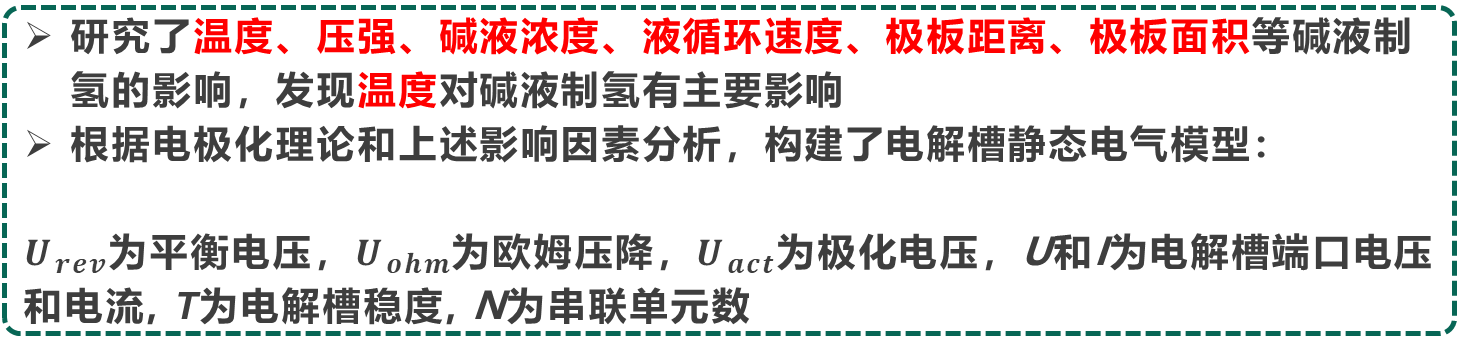 ➢ 研究了温度、压强、碱液浓度、液循环速度、极板距离、极板面积等碱液制
氢的影响，发现温度对碱液制氢有主要影响
➢ 根据电极化理论和上述影响因素分析，构建了电解槽静态电气模型：
U_rev为平衡电压，U_ohm为欧姆压降，U_act为极化电压，U和I为电解槽端口电压
和电流, T为电解槽稳度, N为串联单元数